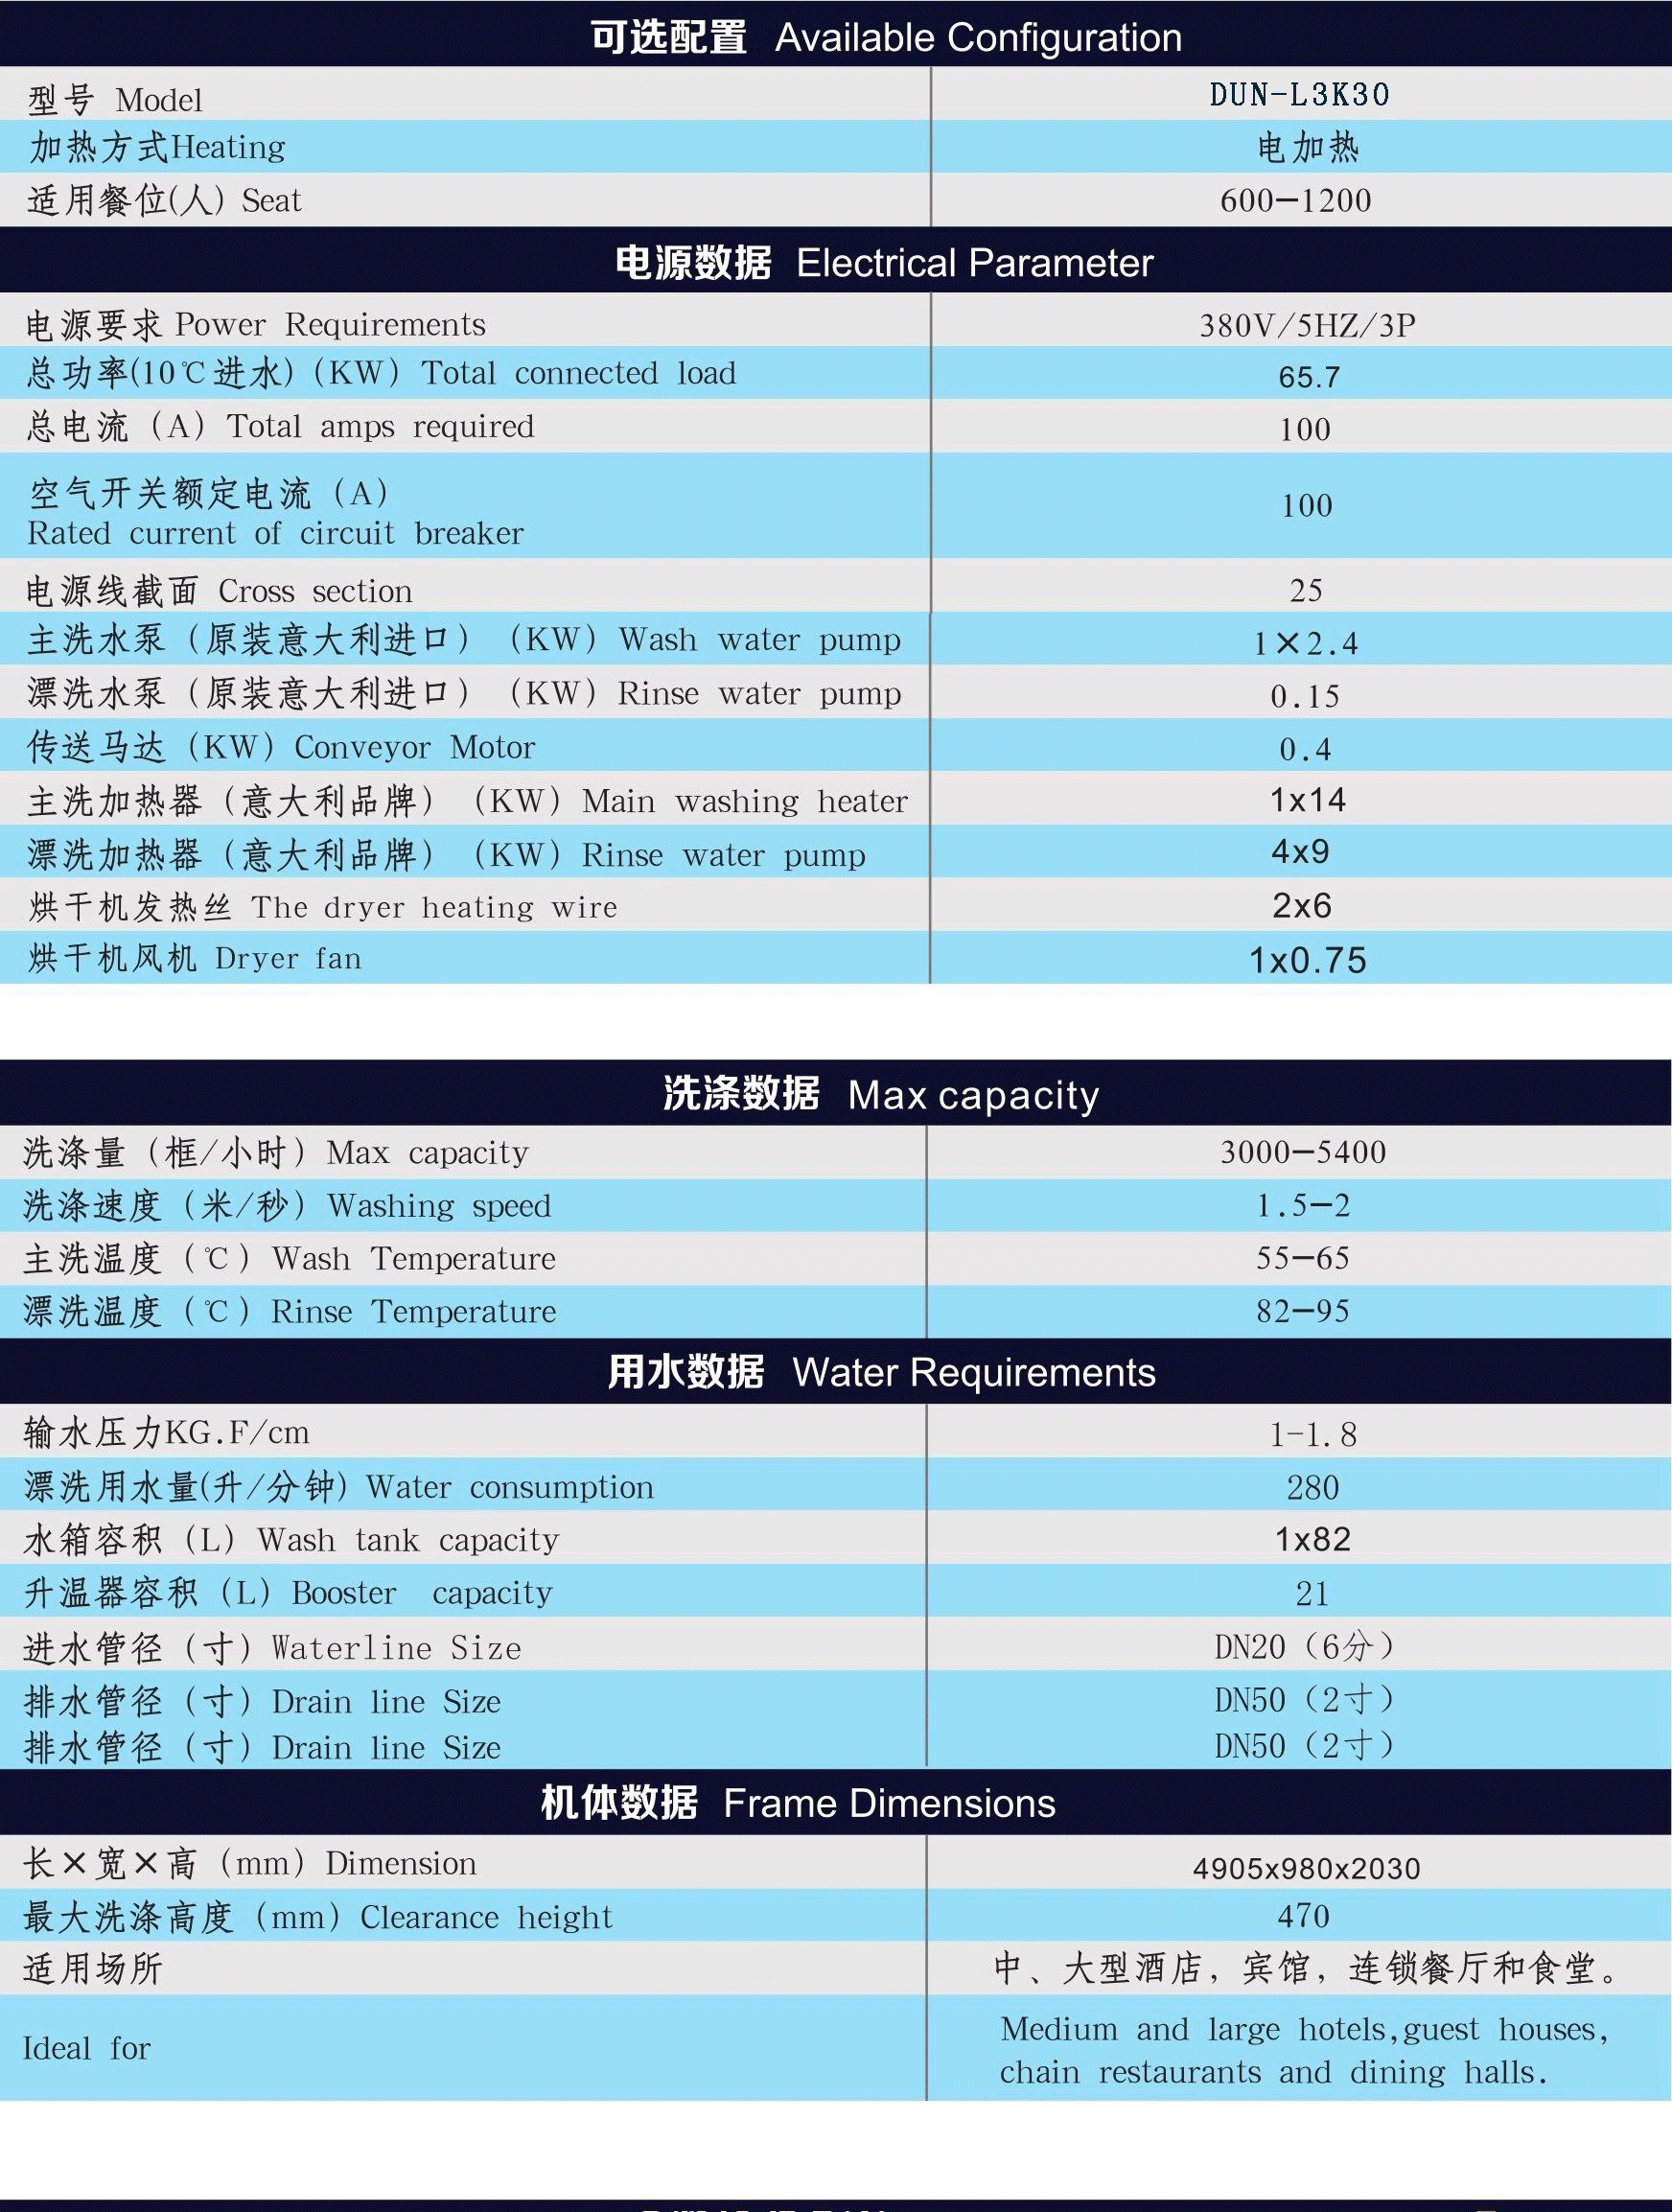 可选配置 Available Configuration
型号 Model DUN-L3K30
加热方式Heating 电加热
适用餐位(人) Seat 600-1200
电源数据 Electrical Parameter
电源要求 Power Requirements 380V/5HZ/3P
总功率(10℃进水)（KW）Total connected load 65.7
总电流（A）Total amps required 100
空气开关额定电流（A）
Rated current of circuit breaker 100
电源线截面 Cross section 25
主洗水泵（原装意大利进口）（KW）Wash water pump 1×2.4
漂洗水泵（原装意大利进口）（KW）Rinse water pump 0.15
传送马达（KW）Conveyor Motor 0.4
主洗加热器（意大利品牌）（KW）Main washing heater 1x14
漂洗加热器（意大利品牌）（KW）Rinse water pump 4x9
烘干机发热丝 The dryer heating wire 2x6
烘干机风机 Dryer fan 1x0.75
洗涤数据 Max capacity
洗涤量（框/小时）Max capacity 3000-5400
洗涤速度（米/秒）Washing speed 1.5-2
主洗温度（℃）Wash Temperature 55-65
漂洗温度（℃）Rinse Temperature 82-95
用水数据 Water Requirements
输水压力KG.F/cm 1-1.8
漂洗用水量(升/分钟) Water consumption 280
水箱容积（L）Wash tank capacity 1x82
升温器容积（L）Booster capacity 21
进水管径（寸）Waterline Size DN20（6分）
排水管径（寸）Drain line Size DN50（2寸）
排水管径（寸）Drain line Size DN50（2寸）
机体数据 Frame Dimensions
长×宽×高（mm）Dimension 4905x980x2030
最大洗涤高度（mm）Clearance height 470
适用场所 中、大型酒店，宾馆，连锁餐厅和食堂。
Ideal for Medium and large hotels,guest houses,
chain restaurants and dining halls.